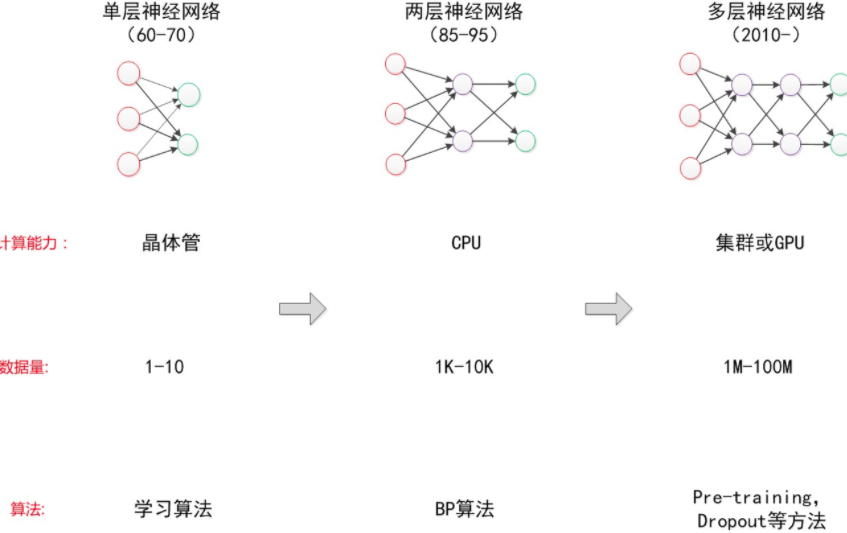 单层神经网络
（60-70）
两层神经网络
（85-95）
多层神经网络
（2010-）
计算能力：
晶体管
CPU
集群或GPU
数据量:
1-10
1K-10K
1M-100M
算法:
学习算法
BP算法
Pre-training,
Dropout等方法